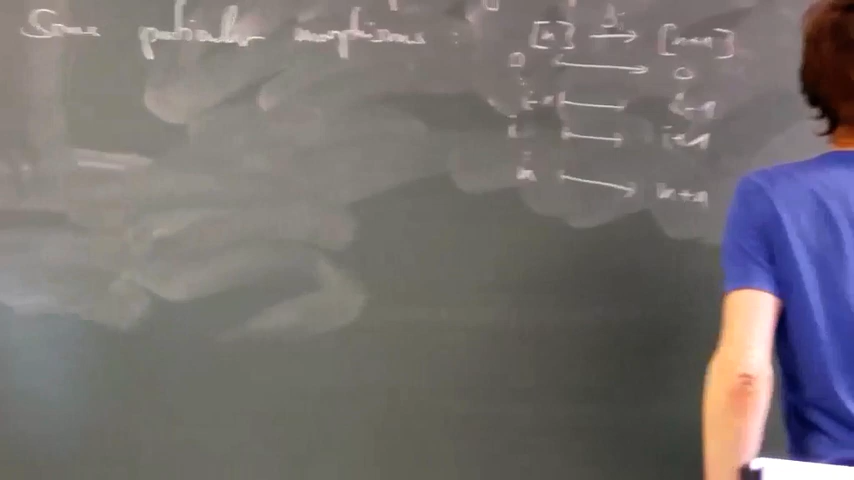 Some particular morphisms :
[n] → [n+1]
0 ↔ 0
i-1 ↔ i-1
i ↔ i+1
n ↔ n+1